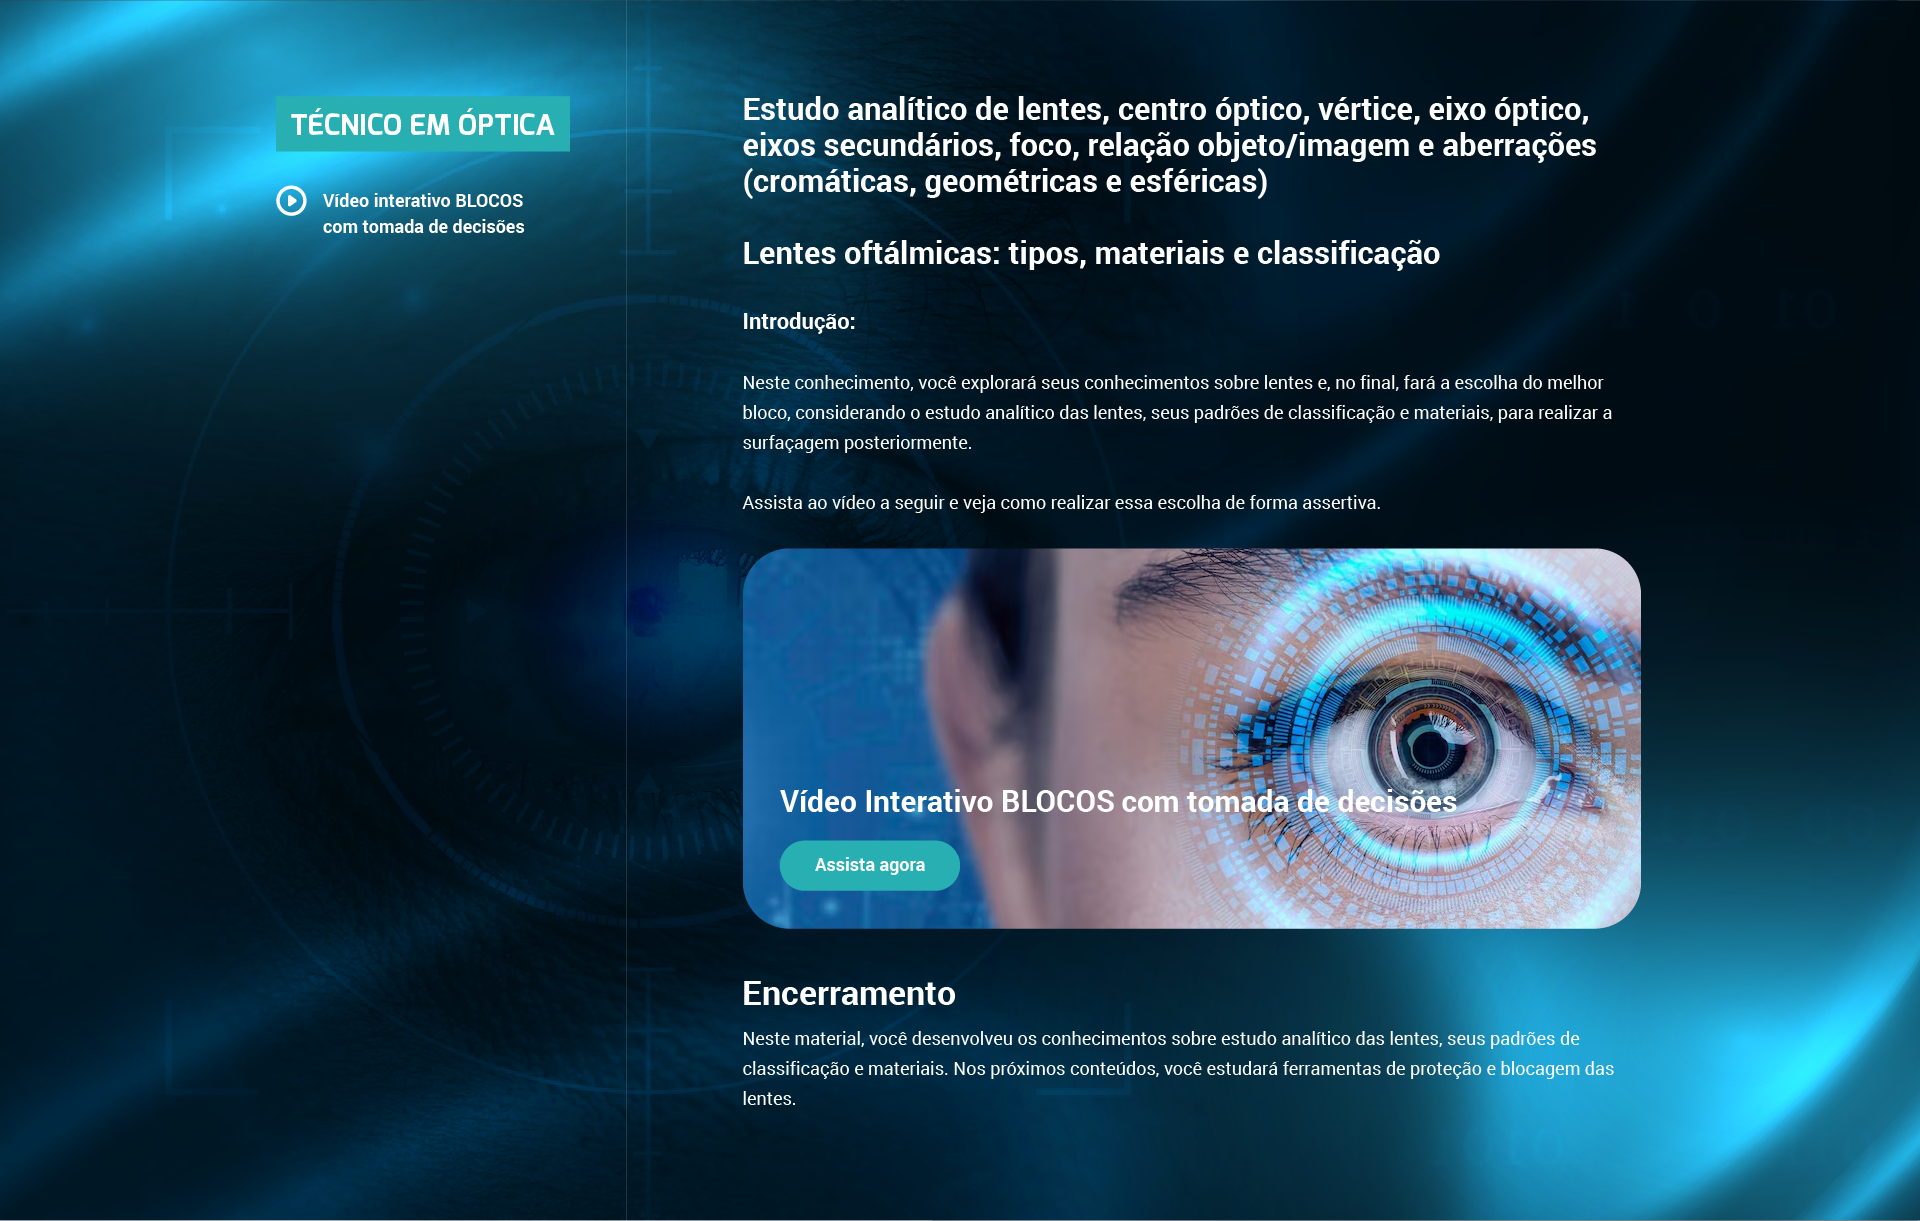 TÉCNICO EM ÓPTICA
Vídeo interativo BLOCOS
com tomada de decisões
Estudo analítico de lentes, centro óptico, vértice, eixo óptico,
eixos secundários, foco, relação objeto/imagem e aberrações
(cromáticas, geométricas e esféricas)
Lentes oftálmicas: tipos, materiais e classificação
Introdução:
Neste conhecimento, você explorará seus conhecimentos sobre lentes e, no final, fará a escolha do melhor
bloco, considerando o estudo analítico das lentes, seus padrões de classificação e materiais, para realizar a
surfaçagem posteriormente.
Assista ao vídeo a seguir e veja como realizar essa escolha de forma assertiva.
Vídeo Interativo BLOCOS com tomada de decisões
Assista agora
Encerramento
Neste material, você desenvolveu os conhecimentos sobre estudo analítico das lentes, seus padrões de
classificação e materiais. Nos próximos conteúdos, você estudará ferramentas de proteção e blocagem das
lentes.